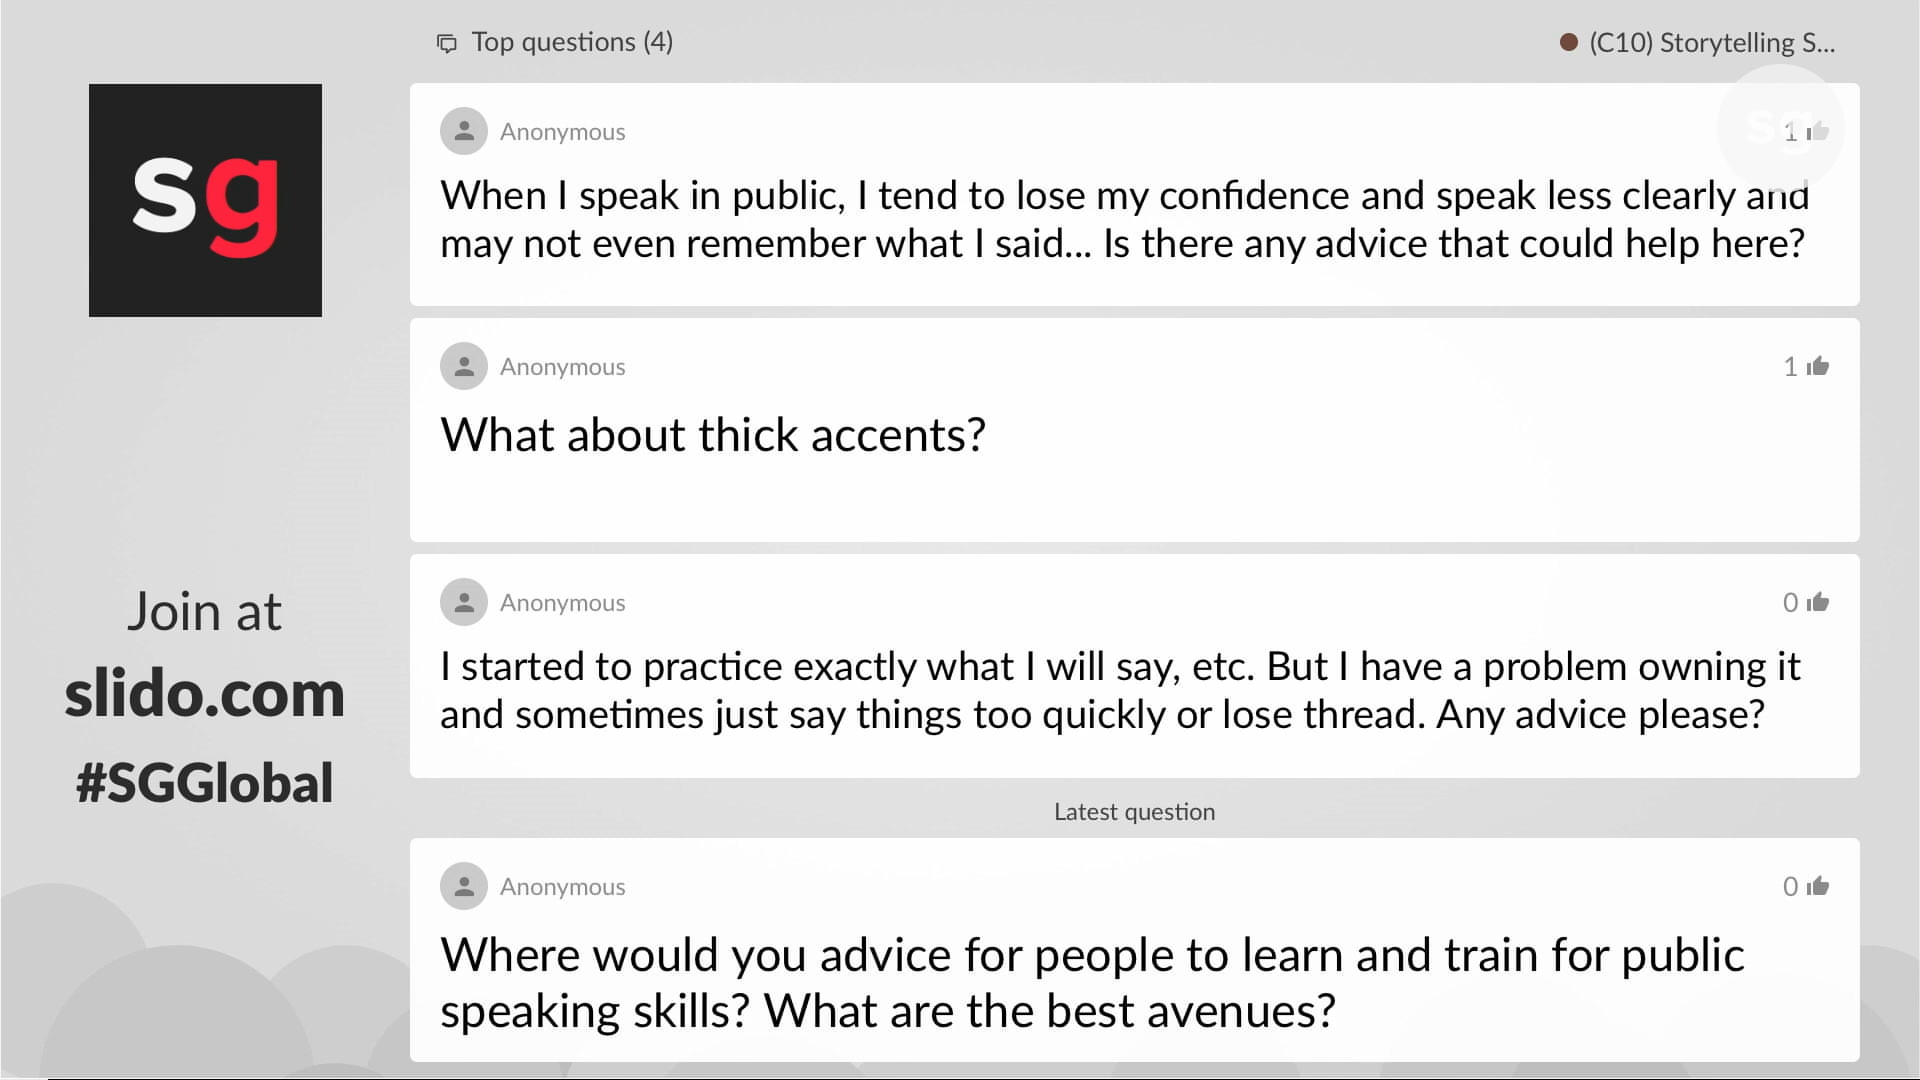 Top questions (4)
(C10) Storytelling S...
sg
sg
Anonymous
1
When I speak in public, I tend to lose my confidence and speak less clearly and
may not even remember what I said... Is there any advice that could help here?
Anonymous
1
What about thick accents?
Anonymous
0
I started to practice exactly what I will say, etc. But I have a problem owning it
and sometimes just say things too quickly or lose thread. Any advice please?
Join at
slido.com
#SGGlobal
Latest question
Anonymous
0
Where would you advice for people to learn and train for public
speaking skills? What are the best avenues?